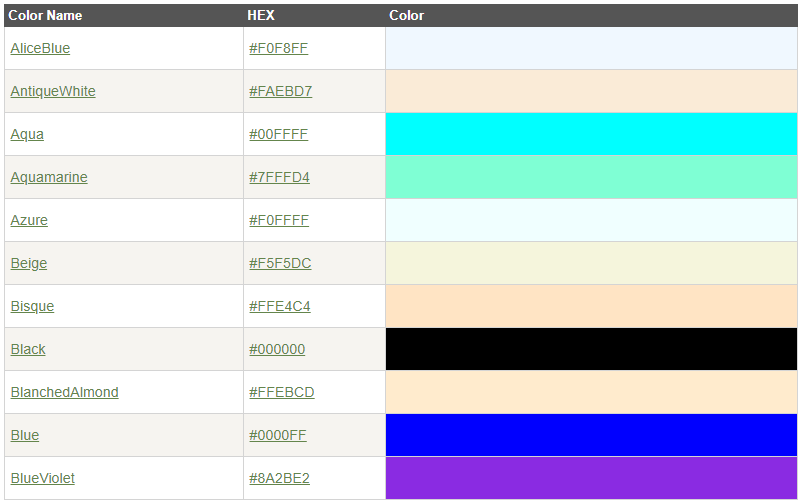 Color Name HEX Color
AliceBlue #F0F8FF
AntiqueWhite #FAEBD7
Aqua #00FFFF
Aquamarine #7FFFD4
Azure #F0FFFF
Beige #F5F5DC
Bisque #FFE4C4
Black #000000
BlanchedAlmond #FFEBCD
Blue #0000FF
BlueViolet #8A2BE2